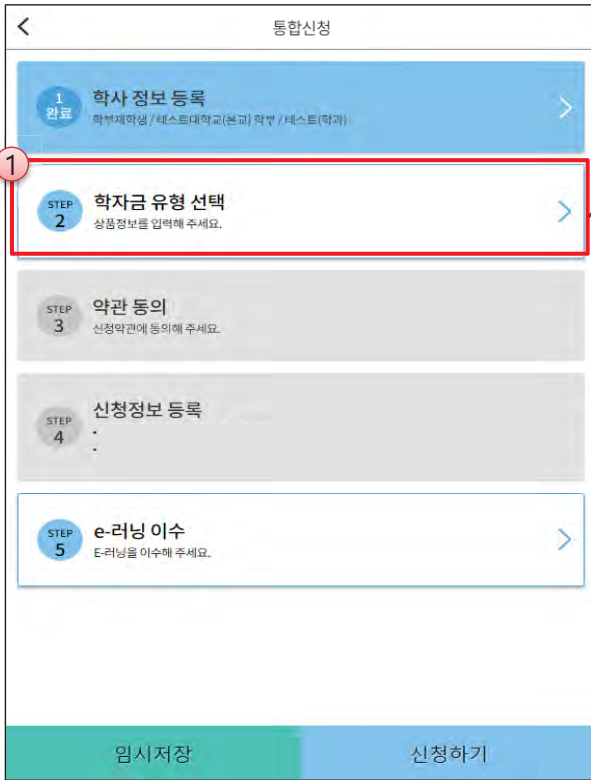 통합신청
1
완료
학사 정보 등록
학부재학생 / 테스트대학교(본교) 학부 / 테스트(학과)
1
STEP
2
학자금 유형 선택
상품정보를 입력해 주세요.
STEP
3
약관 동의
신청약관에 동의해 주세요.
STEP
4
신청정보 등록
STEP
5
e-러닝 이수
E-러닝을 이수해 주세요.
임시저장
신청하기